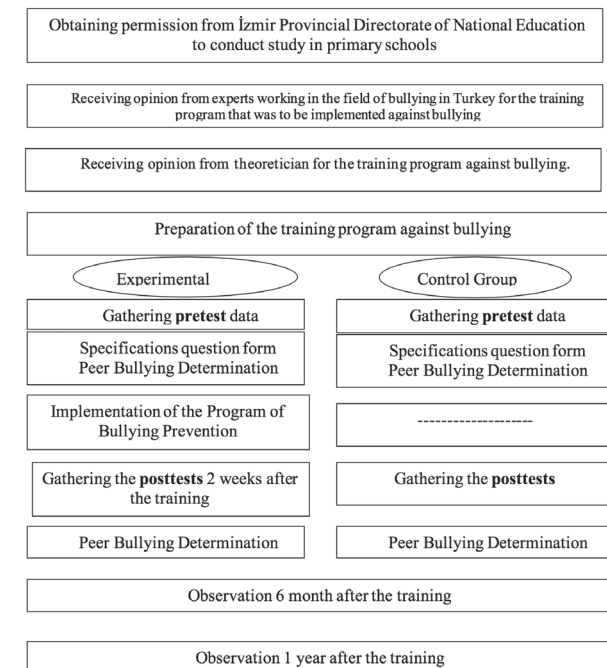 Obtaining permission from İzmir Provincial Directorate of National Education
to conduct study in primary schools
Receiving opinion from experts working in the field of bullying in Turkey for the training
program that was to be implemented against bullying
Receiving opinion from theoretician for the training program against bullying.
Preparation of the training program against bullying
Experimental
Control Group
Gathering pretest data
Gathering pretest data
Specifications question form
Peer Bullying Determination
Specifications question form
Peer Bullying Determination
Implementation of the Program of
Bullying Prevention
--------------------
Gathering the posttests 2 weeks after
the training
Gathering the posttests
Peer Bullying Determination
Peer Bullying Determination
Observation 6 month after the training
Observation 1 year after the training